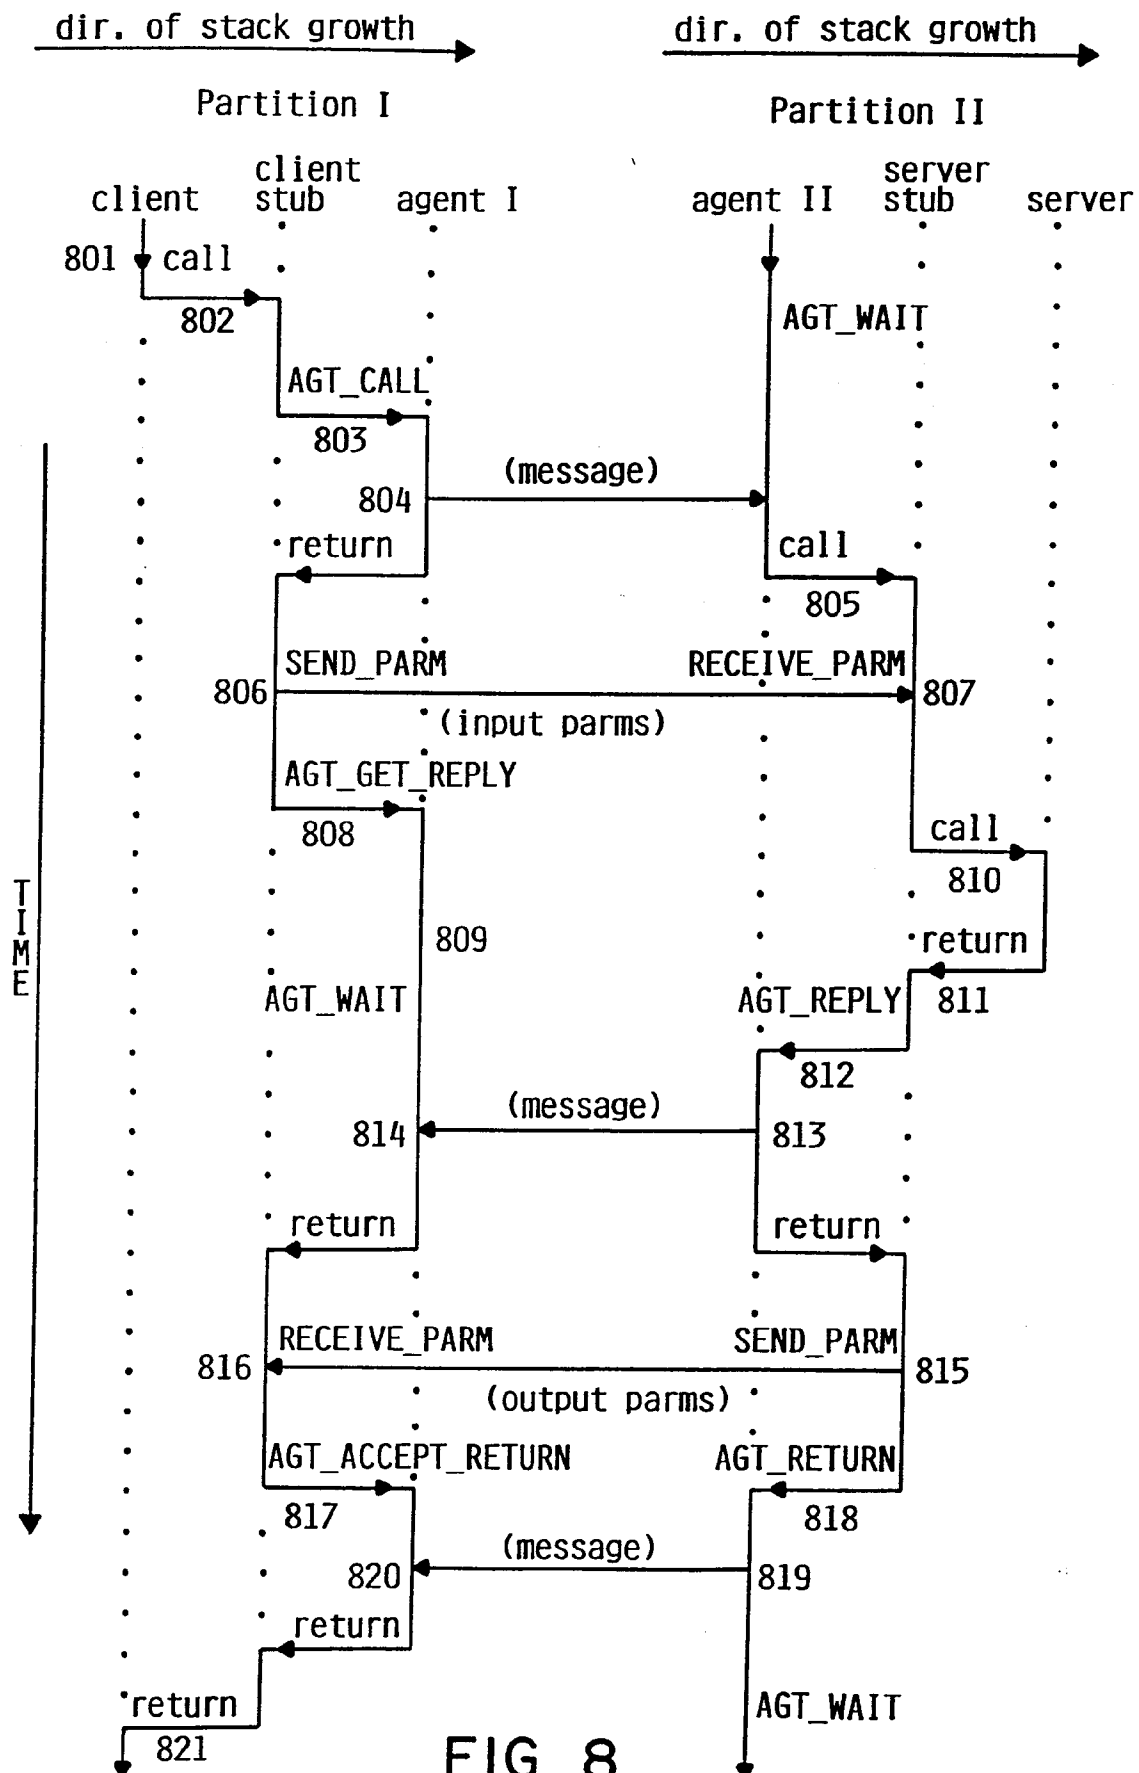 dir. of stack growth
dir. of stack growth
Partition I
Partition II
client
client stub
agent I
agent II
server stub
server
801
call
802
AGT_WAIT
AGT_CALL
803
(message)
804
return
call
805
SEND_PARM
RECEIVE_PARM
806
807
(input parms)
AGT_GET_REPLY
808
call
810
TIME
809
return
AGT_WAIT
AGT_REPLY
811
812
(message)
814
813
return
return
RECEIVE_PARM
SEND_PARM
816
815
(output parms)
AGT_ACCEPT_RETURN
AGT_RETURN
817
818
(message)
820
819
return
return
AGT_WAIT
821
FIG 8